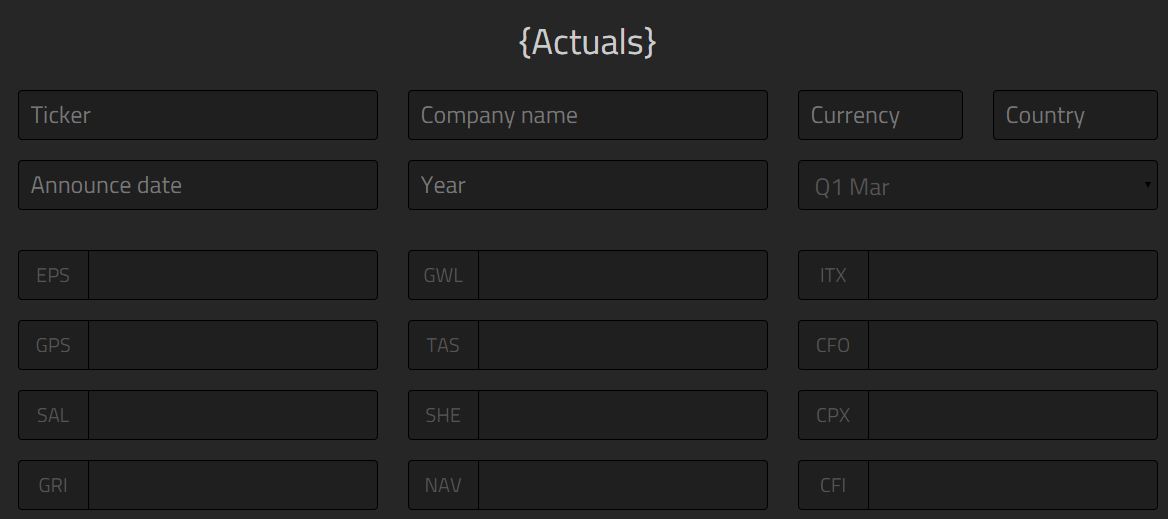 {Actuals}
Ticker Company name Currency Country
Announce date Year Q1 Mar
EPS GWL ITX
GPS TAS CFO
SAL SHE CPX
GRI NAV CFI